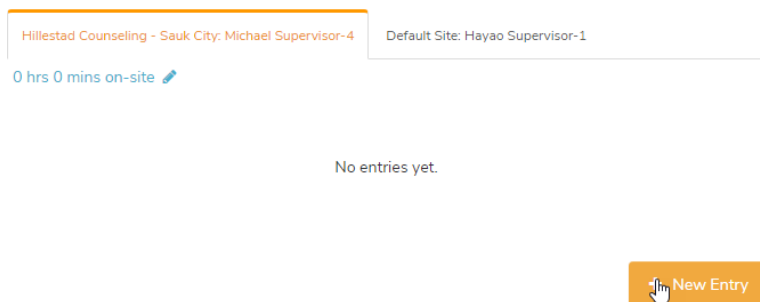 Hillestad Counseling - Sauk City: Michael Supervisor-4
Default Site: Hayao Supervisor-1
0 hrs 0 mins on-site
No entries yet.
New Entry